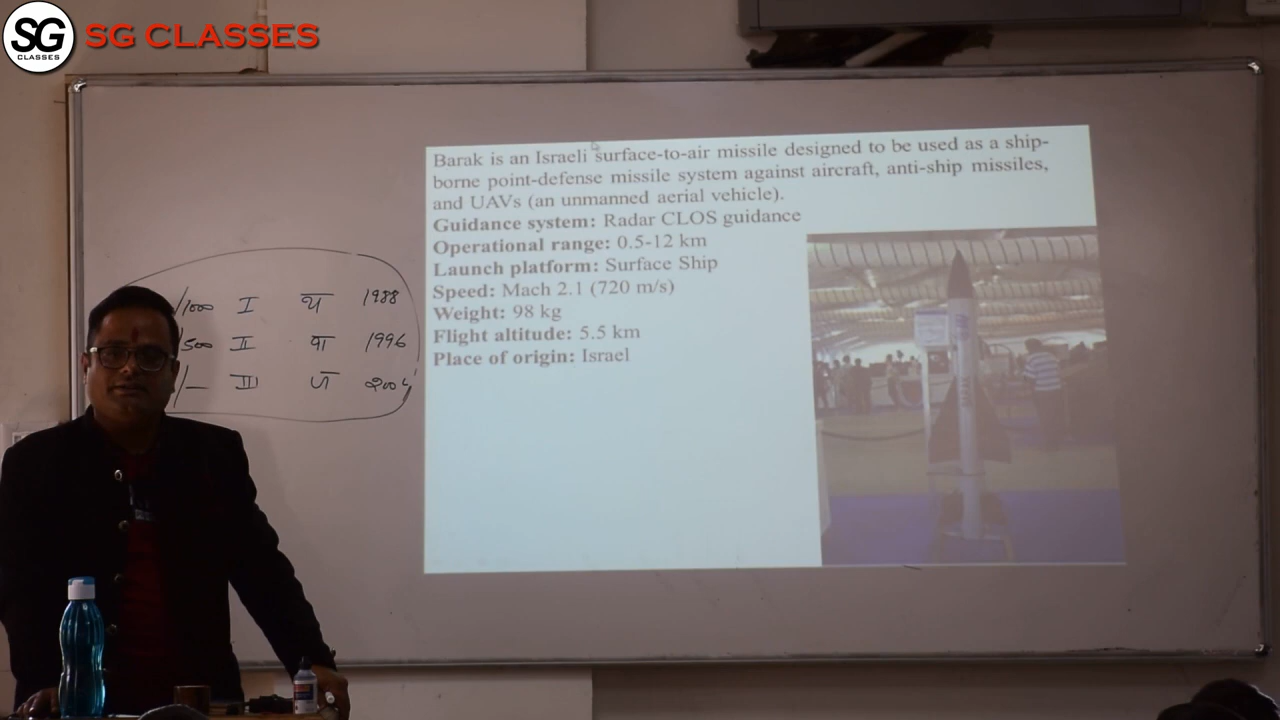 SG
CLASSES
SG CLASSES
Barak is an Israeli surface-to-air missile designed to be used as a ship-
borne point-defense missile system against aircraft, anti-ship missiles,
and UAVs (an unmanned aerial vehicle).
Guidance system: Radar CLOS guidance
Operational range: 0.5-12 km
Launch platform: Surface Ship
Speed: Mach 2.1 (720 m/s)
Weight: 98 kg
Flight altitude: 5.5 km
Place of origin: Israel
/1000 I 1988
/500 II पा 1996
/— III